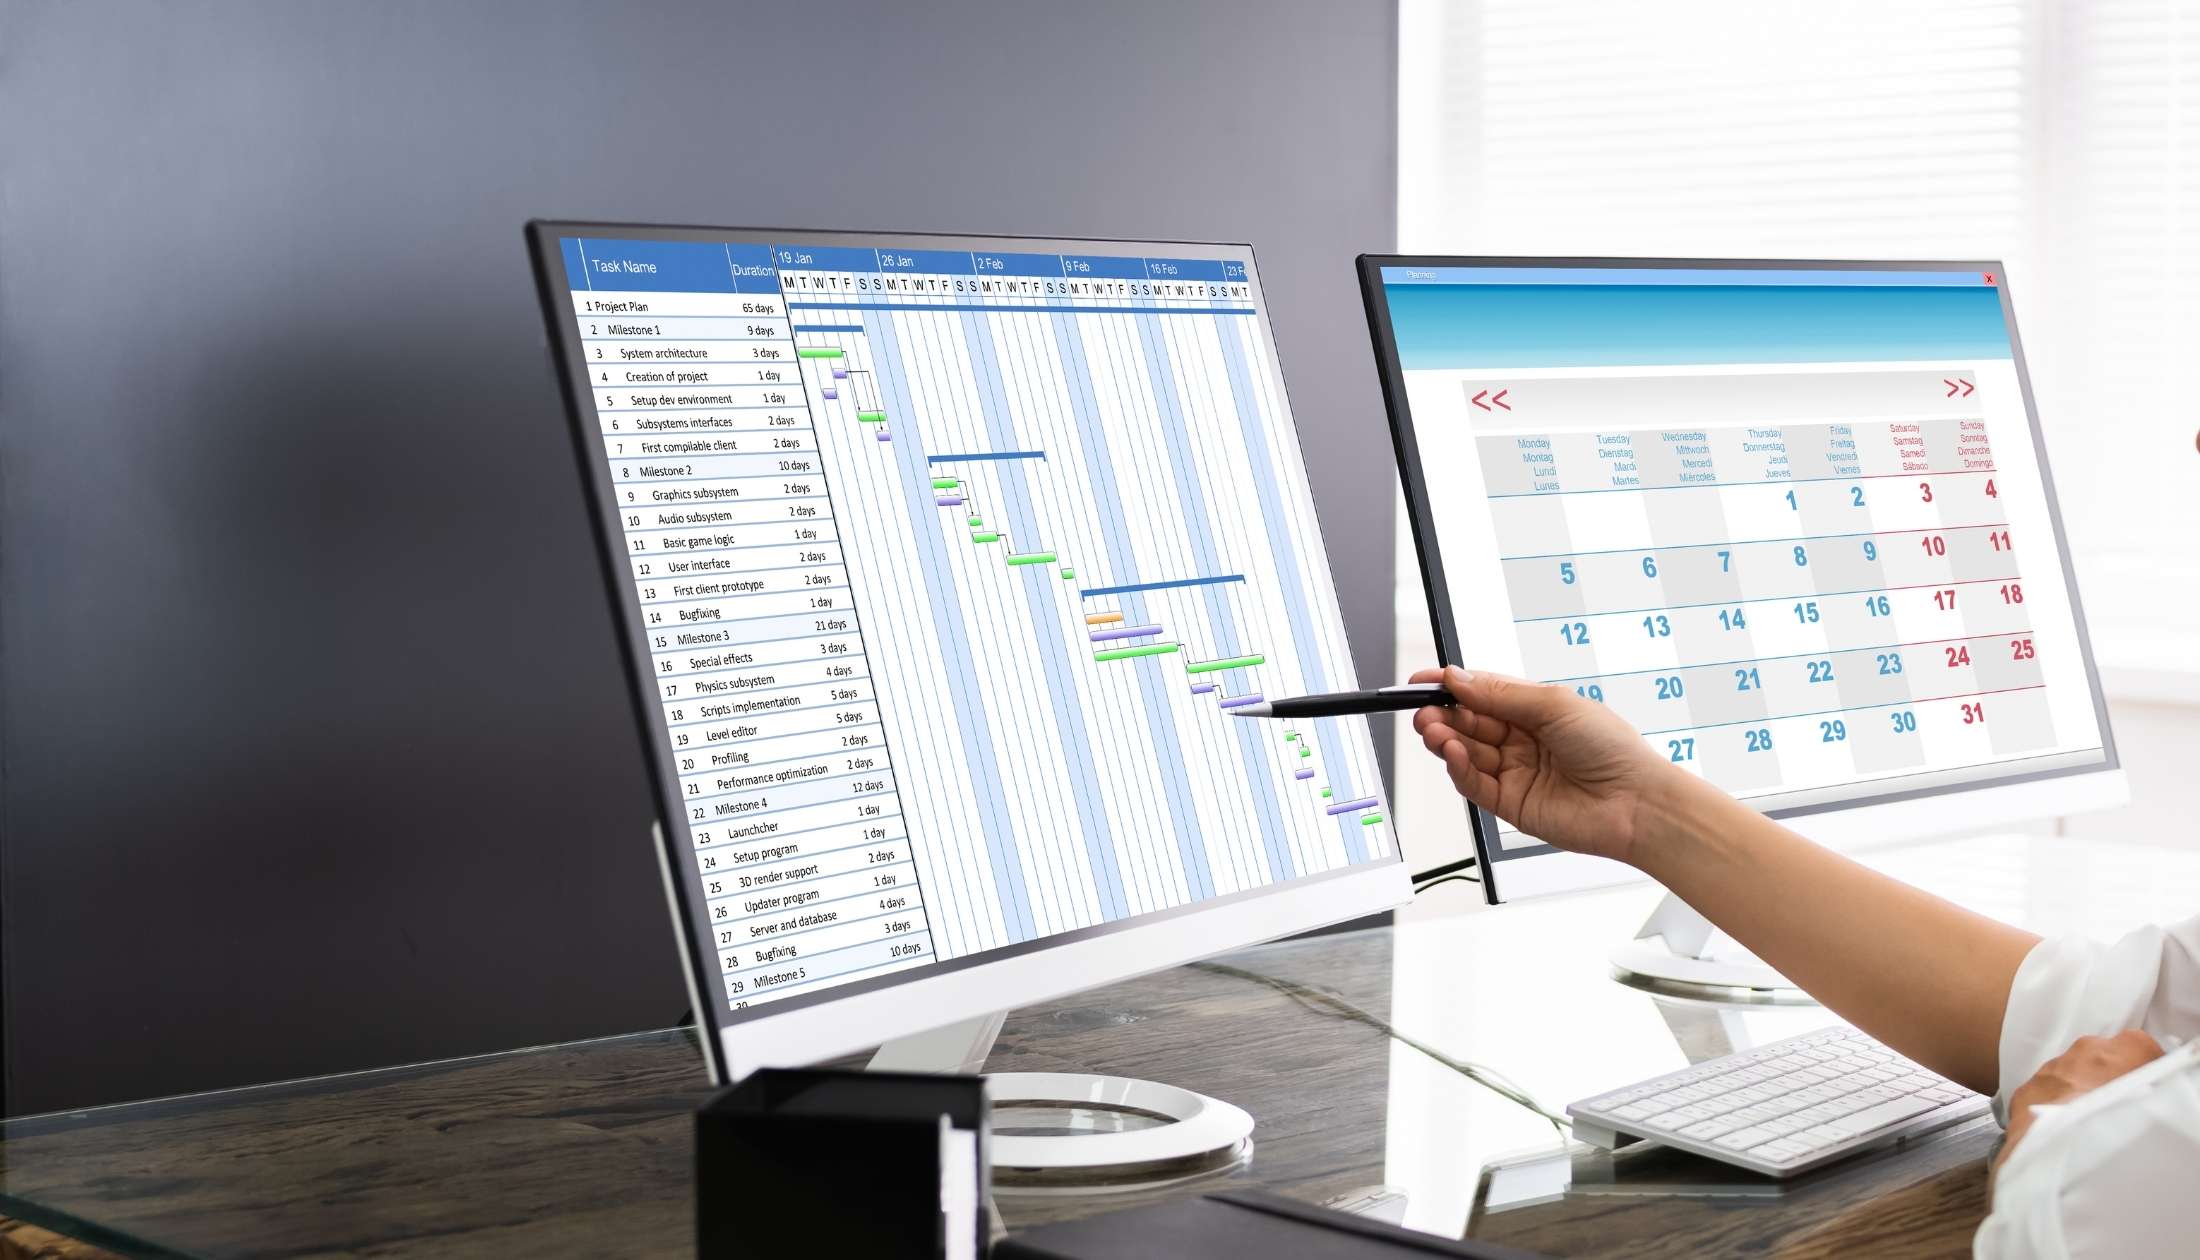 Task Name Duration 19 Jan 26 Jan 2 Feb 9 Feb 16 Feb
M T W T F S S M T W T F S S M T W T F S S M T W T F S S M T W T F S S M T
1 Project Plan 65 days
2 Milestone 1 9 days
3 System architecture 3 days
4 Creation of project 1 day
5 Setup dev environment 1 day
6 Subsystems interfaces 2 days
7 First compilable client 2 days
8 Milestone 2 10 days
9 Graphics subsystem 2 days
10 Audio subsystem 2 days
11 Basic game logic 1 day
12 User interface 2 days
13 First client prototype 2 days
14 Bugfixing 1 day
15 Milestone 3 21 days
16 Special effects 3 days
17 Physics subsystem 4 days
18 Scripts implementation 5 days
19 Level editor 5 days
20 Profiling 2 days
21 Performance optimization 2 days
22 Milestone 4 12 days
23 Launchcher 1 day
24 Setup program 1 day
25 3D render support 2 days
26 Updater program 1 day
27 Server and database 4 days
28 Bugfixing 3 days
29 Milestone 5 10 days
30
Planning X
<< >>
Monday Tuesday Wednesday Thursday Friday Saturday Sunday
Montag Dienstag Mittwoch Donnerstag Freitag Samstag Sonntag
Lundi Mardi Mercedi Jeudi Vendredi Samedi Dimanche
Lunes Martes Miércoles Jueves Viernes Sábado Domingo
1 2 3 4
5 6 7 8 9 10 11
12 13 14 15 16 17 18
19 20 21 22 23 24 25
27 28 29 30 31